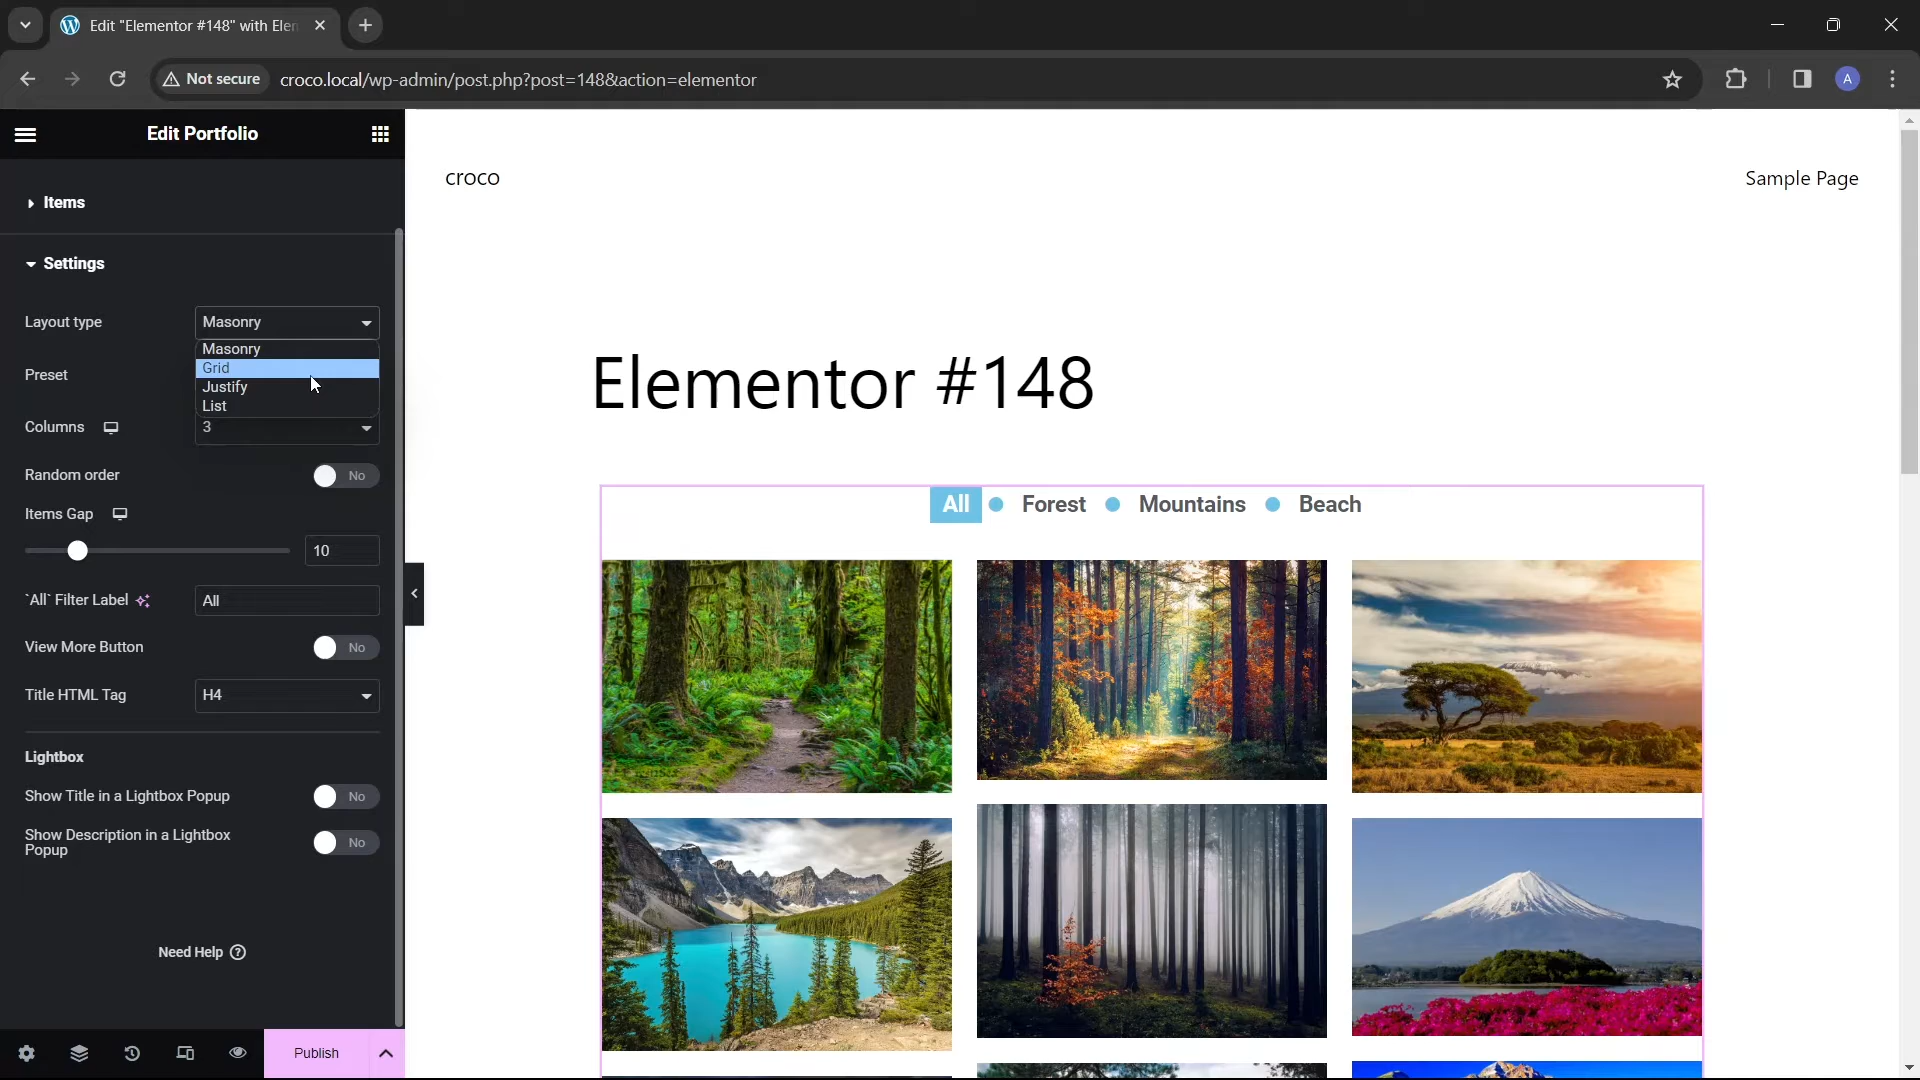 Edit "Elementor #148" with Elem
Not secure
croco.local/wp-admin/post.php?post=148&action=elementor
A
Edit Portfolio
croco
Sample Page
Items
Settings
Layout type
Masonry
Masonry
Grid
Justify
List
Preset
Columns
3
Random order
No
Items Gap
10
`All` Filter Label
All
View More Button
No
Title HTML Tag
H4
Lightbox
Show Title in a Lightbox Popup
No
Show Description in a Lightbox
Popup
No
Need Help
Publish
Elementor #148
All
Forest
Mountains
Beach